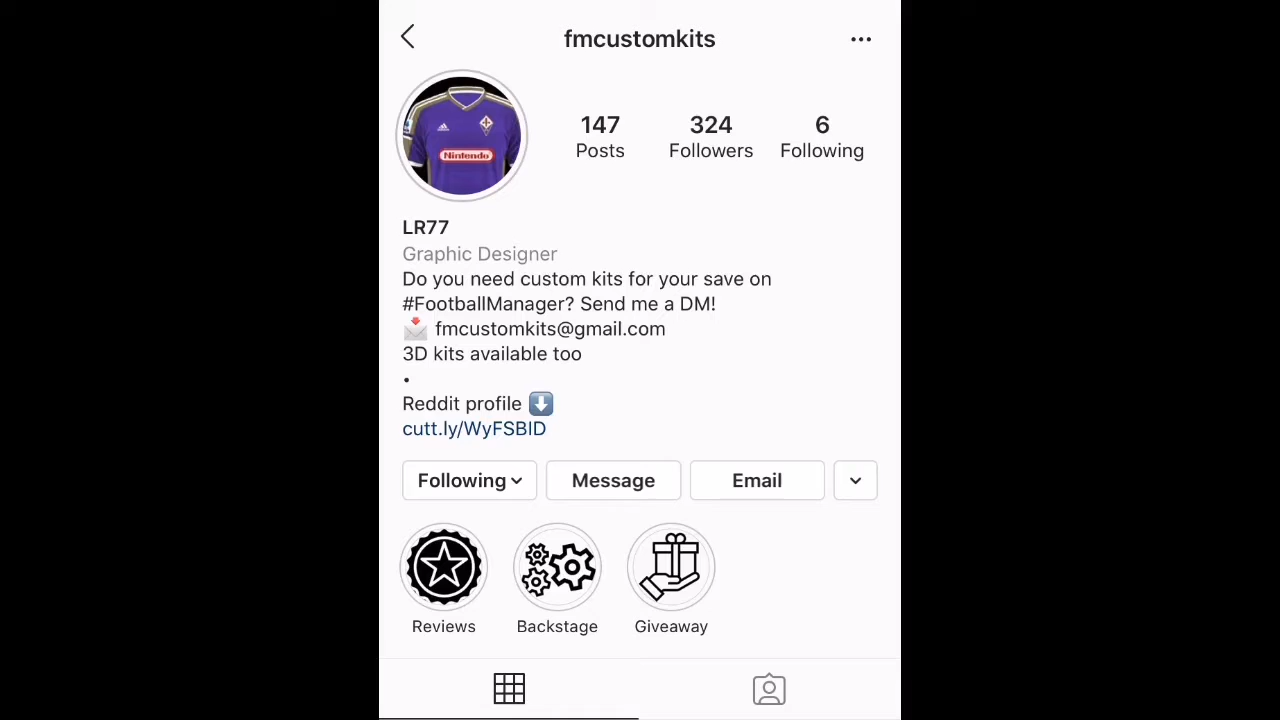 fmcustomkits
Nintendo
147
324
6
Posts
Followers
Following
LR77
Graphic Designer
Do you need custom kits for your save on
#FootballManager? Send me a DM!
fmcustomkits@gmail.com
3D kits available too
•
Reddit profile
cutt.ly/WyFSBID
Following
Message
Email
Reviews
Backstage
Giveaway